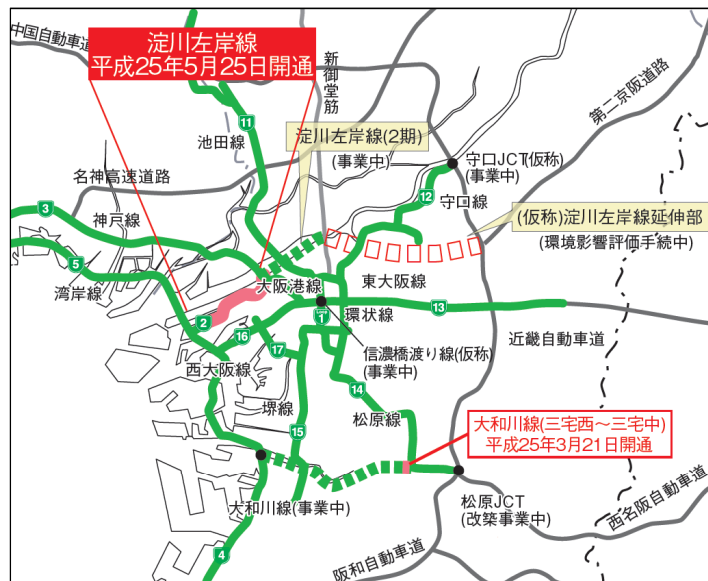 中国自動車道
淀川左岸線
平成25年5月25日開通
新御堂筋
第二京阪道路
11
池田線
淀川左岸線(2期)
(事業中)
守口JCT(仮称)
(事業中)
名神高速道路
12
守口線
3
神戸線
(仮称)淀川左岸線延伸部
(環境影響評価手続中)
5
湾岸線
大阪港線
東大阪線
2
1
環状線
13
近畿自動車道
16
17
信濃橋渡り線(仮称)
(事業中)
西大阪線
14
堺線
松原線
15
大和川線(三宅西〜三宅中)
平成25年3月21日開通
大和川線(事業中)
松原JCT
(改築事業中)
西名阪自動車道
4
阪和自動車道